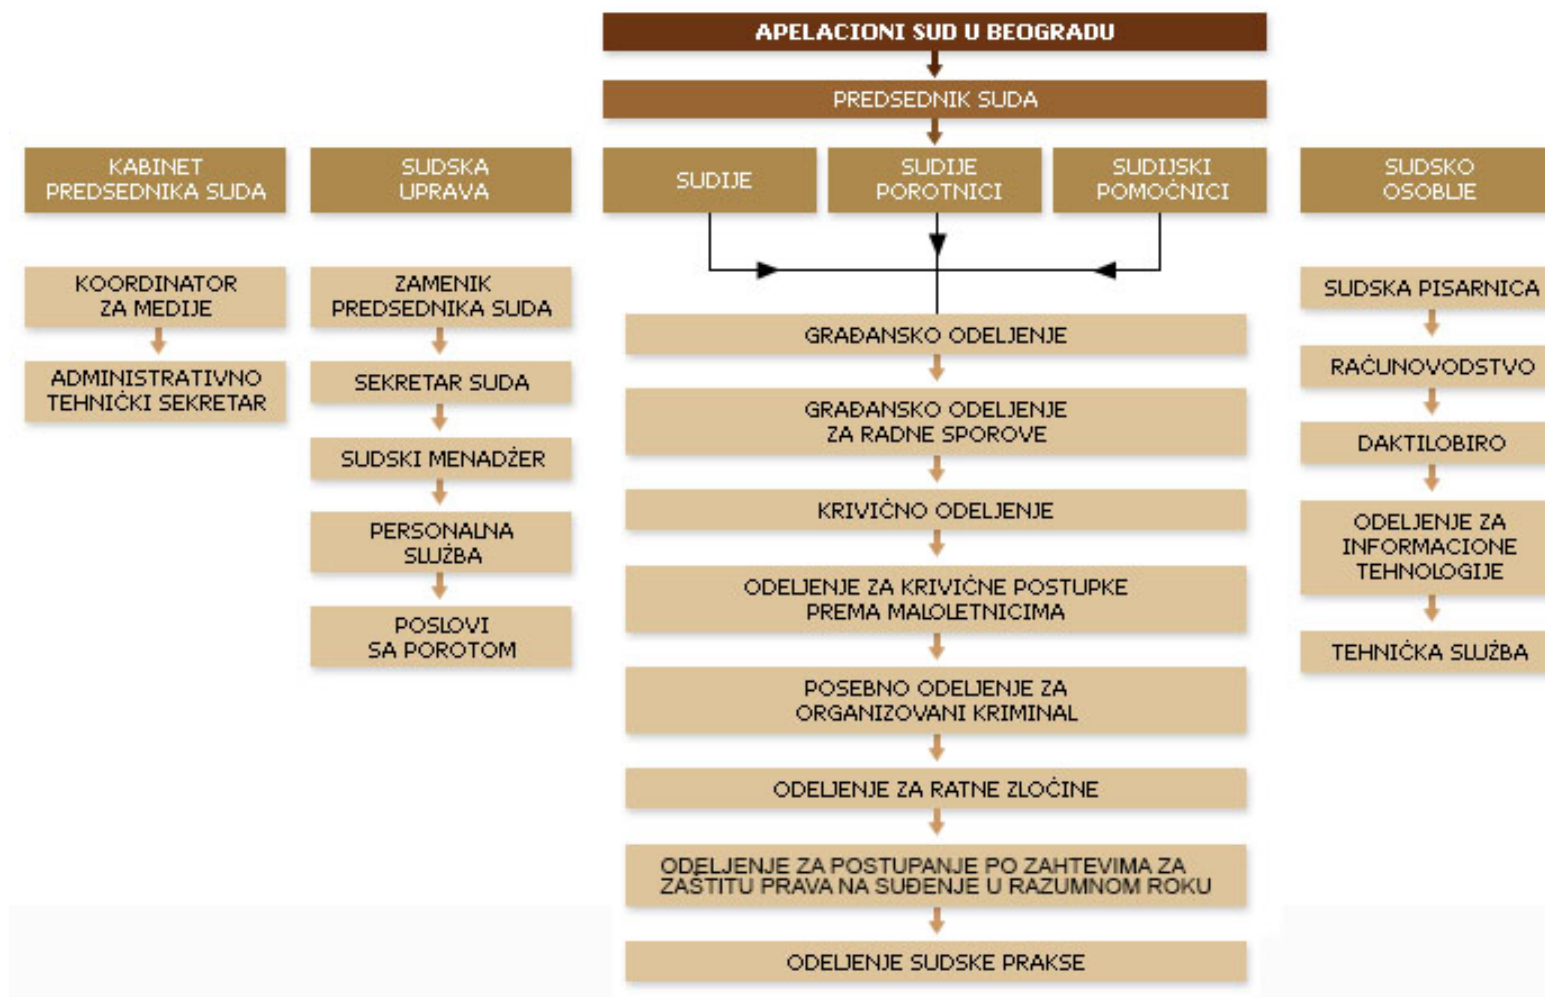 APELACIONI SUD U BEOGRADU
PREDSEDNIK SUDA
KABINET
PREDSEDNIKA SUDA
SUDSKA
UPRAVA
SUDIJE
SUDIJE
POROTNICI
SUDIJSKI
POMOĆNICI
SUDSKO
OSOBLJE
KOORDINATOR
ZA MEDIJE
ADMINISTRATIVNO
TEHNIČKI SEKRETAR
ZAMENIK
PREDSEDNIKA SUDA
SEKRETAR SUDA
SUDSKI MENADŽER
PERSONALNA
SLUŽBA
POSLOVI
SA POROTOM
GRAĐANSKO ODELJENJE
GRAĐANSKO ODELJENJE
ZA RADNE SPOROVE
KRIVIČNO ODELJENJE
ODELJENJE ZA KRIVIČNE POSTUPKE
PREMA MALOLETNICIMA
POSEBNO ODELJENJE ZA
ORGANIZOVANI KRIMINAL
ODELJENJE ZA RATNE ZLOČINE
ODELJENJE ZA POSTUPANJE PO ZAHTEVIMA ZA
ZAŠTITU PRAVA NA SUĐENJE U RAZUMNOM ROKU
ODELJENJE SUDSKE PRAKSE
SUDSKA PISARNICA
RAČUNOVODSTVO
DAKTILOBIRO
ODELJENJE ZA
INFORMACIONE
TEHNOLOGIJE
TEHNIČKA SLUŽBA